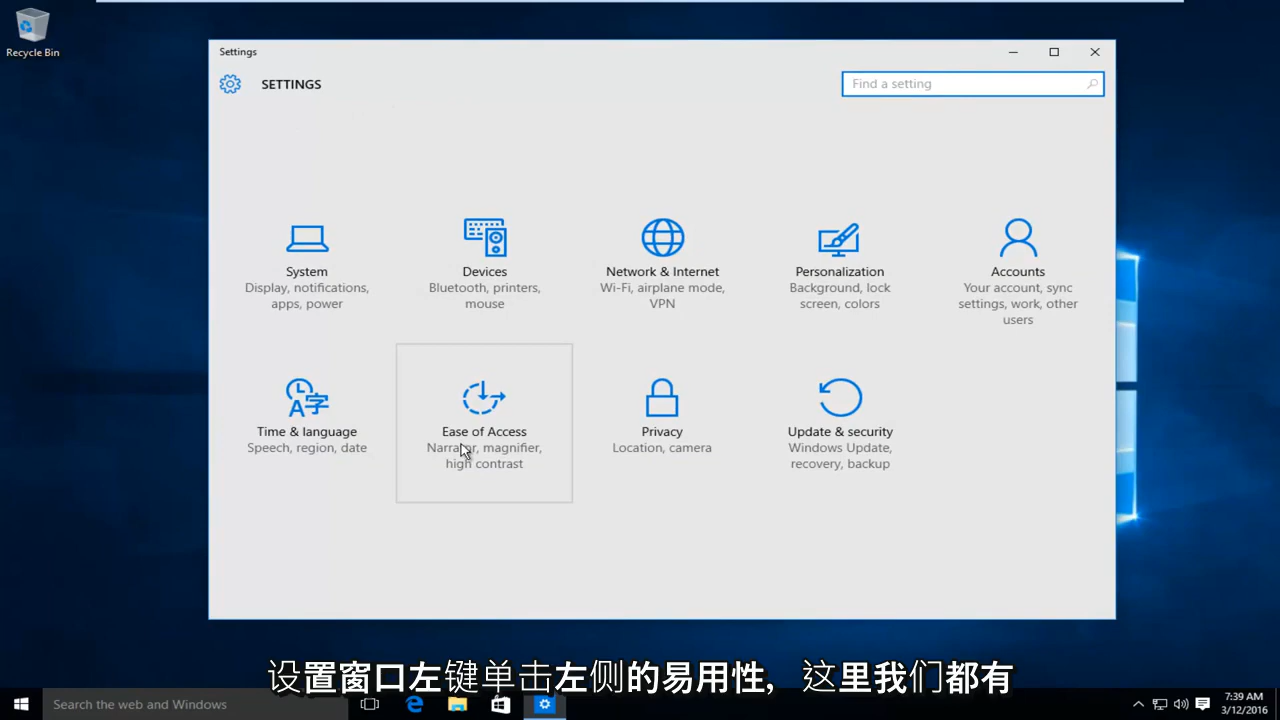 Recycle Bin
Settings
SETTINGS
Find a setting
System
Display, notifications,
apps, power
Devices
Bluetooth, printers,
mouse
Network & Internet
Wi-Fi, airplane mode,
VPN
Personalization
Background, lock
screen, colors
Accounts
Your account, sync
settings, work, other
users
Time & language
Speech, region, date
Ease of Access
Narrator, magnifier,
high contrast
Privacy
Location, camera
Update & security
Windows Update,
recovery, backup
设置窗口左键单击左侧的易用性，这里我们都有
Search the web and Windows
7:39 AM
3/12/2016